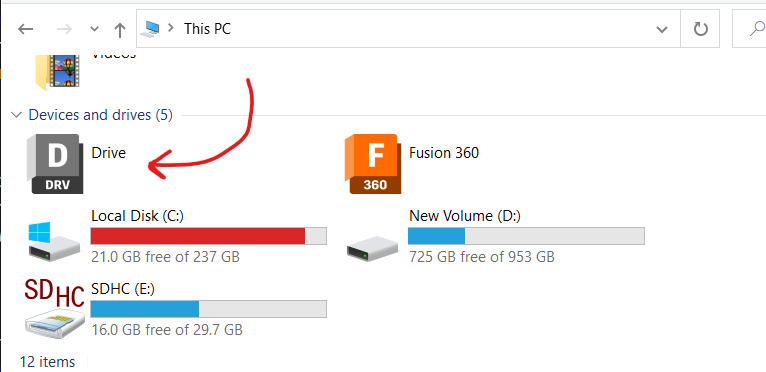 This PC
Videos
Devices and drives (5)
D
DRV
Drive
F
360
Fusion 360
Local Disk (C:)
21.0 GB free of 237 GB
New Volume (D:)
725 GB free of 953 GB
SDHC
SDHC (E:)
16.0 GB free of 29.7 GB
12 items